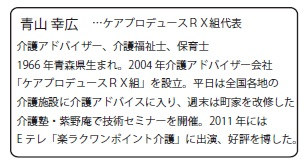 青山 幸広　…ケアプロデュースＲＸ組代表
介護アドバイザー、介護福祉士、保育士
1966 年青森県生まれ。2004 年介護アドバイザー会社
「ケアプロデュースＲＸ組」を設立。平日は全国各地の
介護施設に介護アドバイスに入り、週末は町家を改修した
介護塾・紫野庵で技術セミナーを開催。2011 年には
Ｅテレ「楽ラクワンポイント介護」に出演、好評を博した。